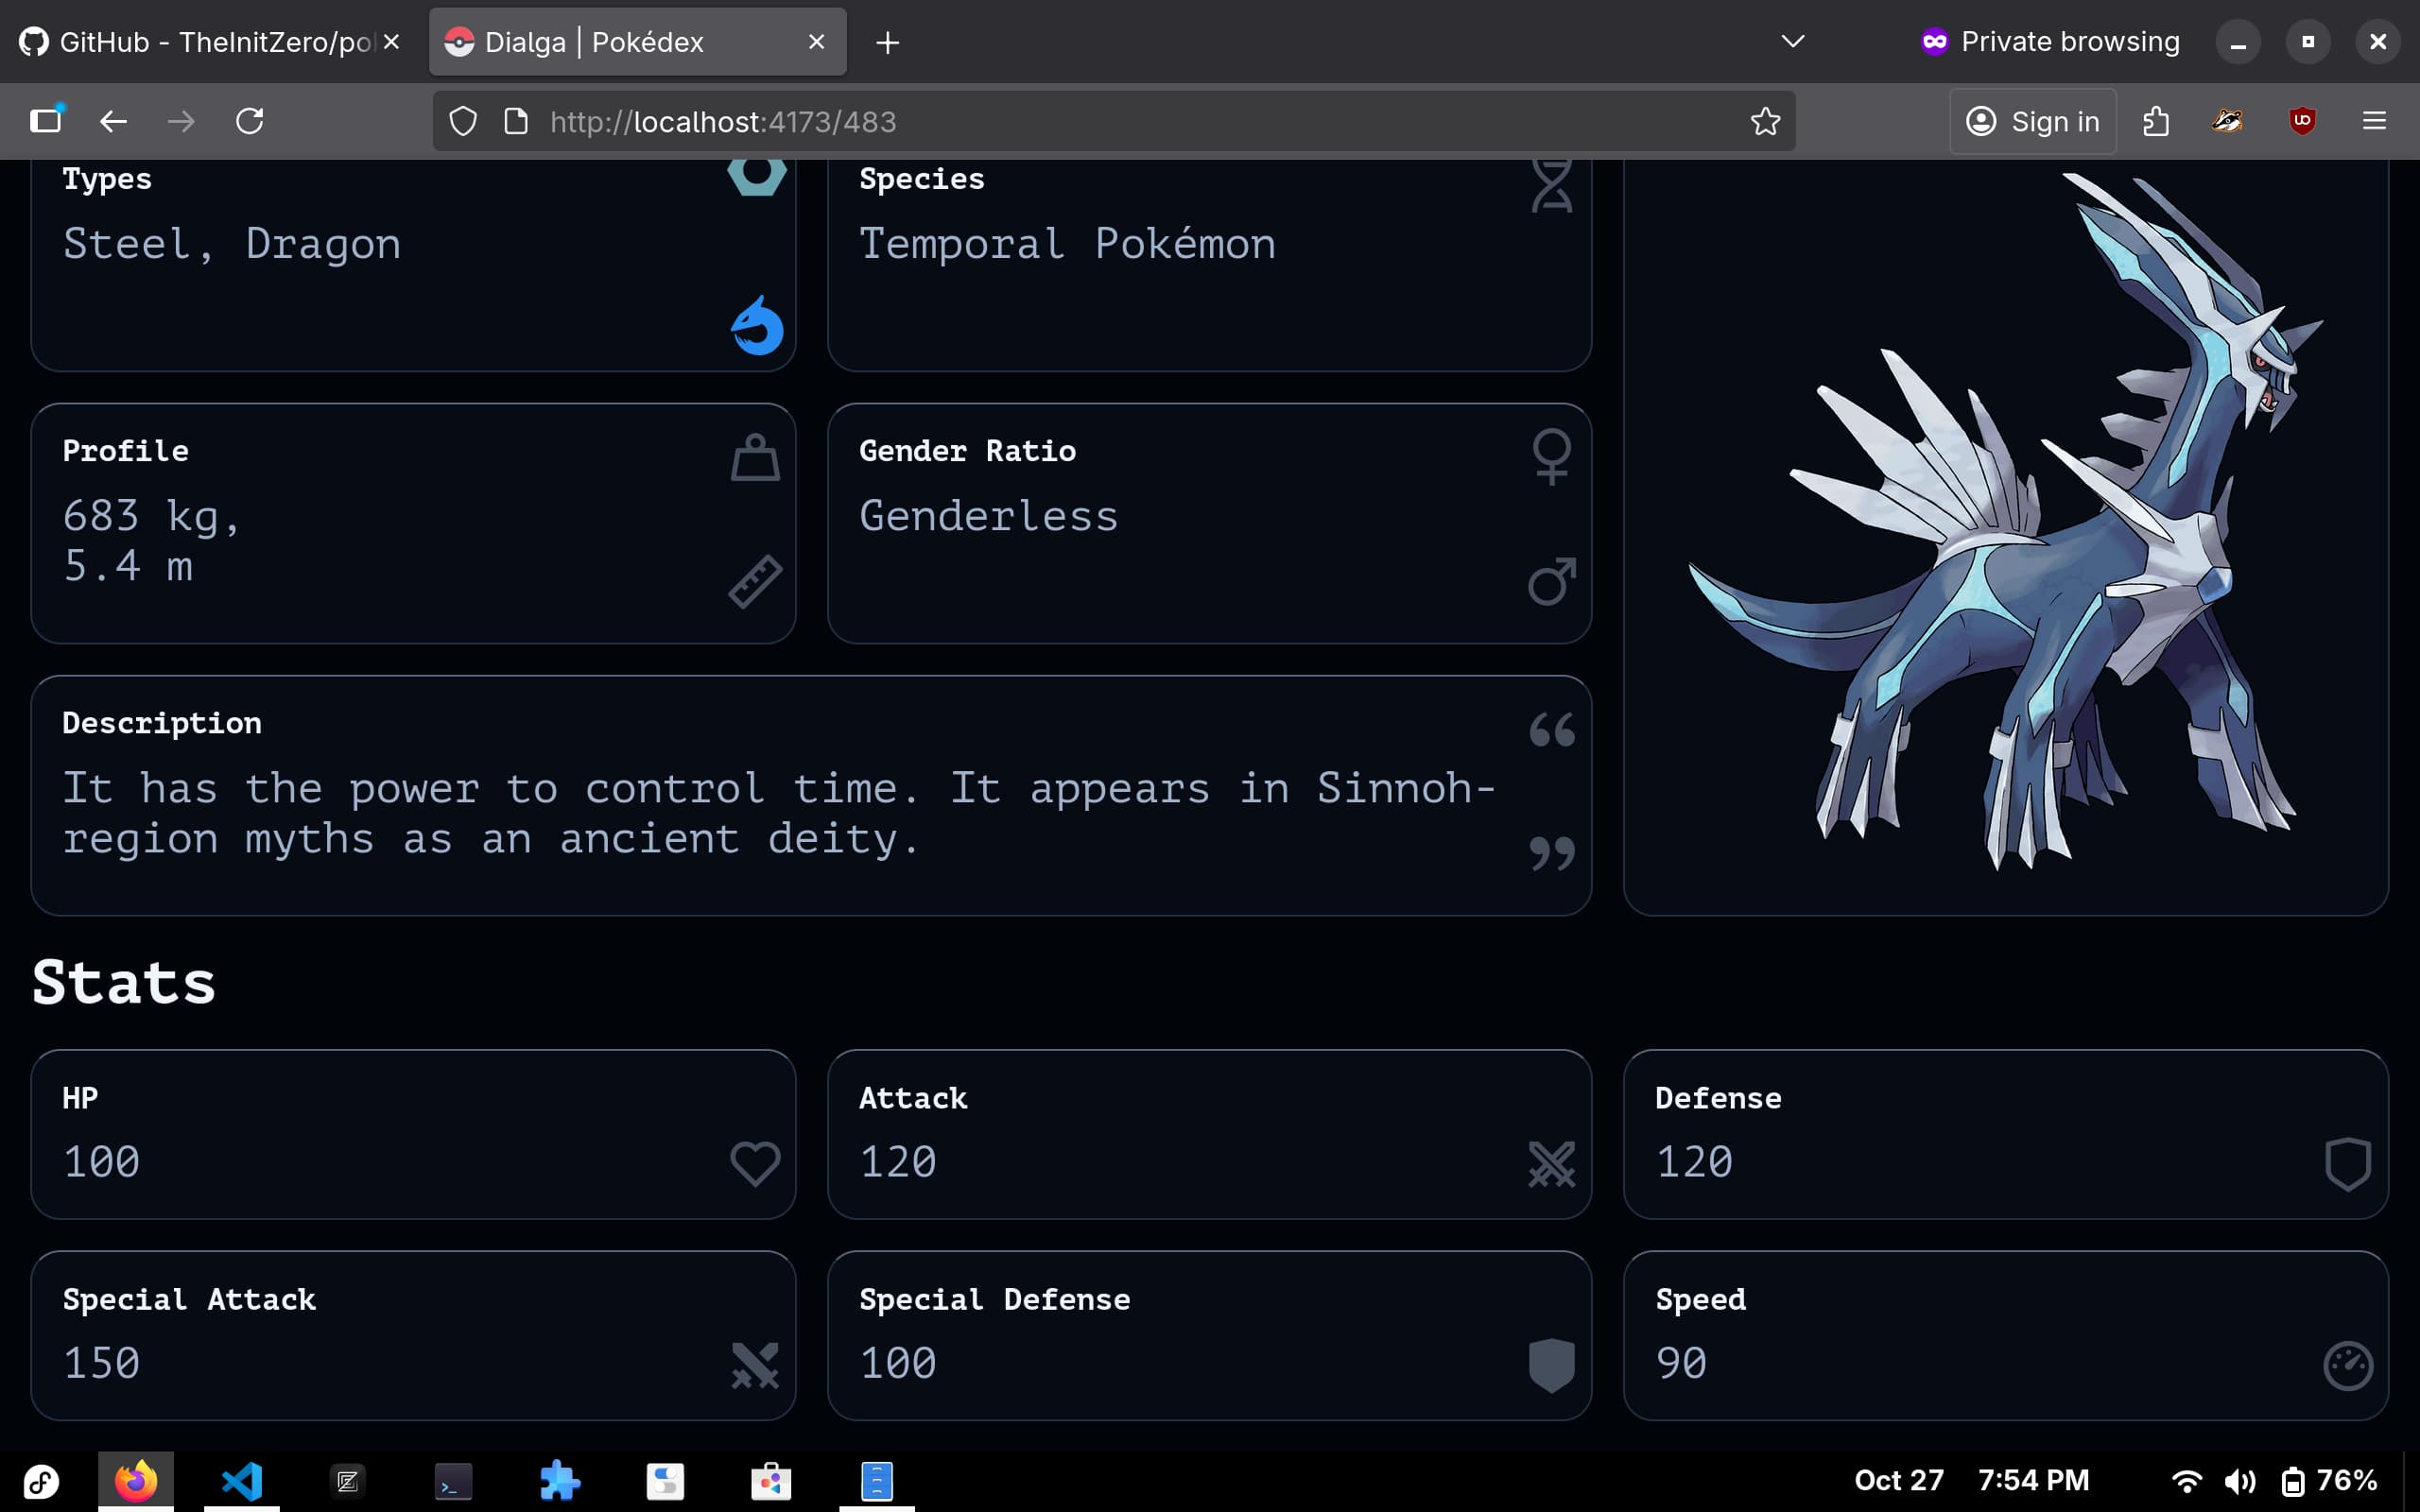 GitHub - TheInitZero/pol
Dialga | Pokédex
Private browsing
http://localhost:4173/483
Sign in
Types
Steel, Dragon
Species
Temporal Pokémon
Profile
683 kg,
5.4 m
Gender Ratio
Genderless
Description
It has the power to control time. It appears in Sinnoh-
region myths as an ancient deity.
Stats
HP
100
Attack
120
Defense
120
Special Attack
150
Special Defense
100
Speed
90
Oct 27 7:54 PM
76%